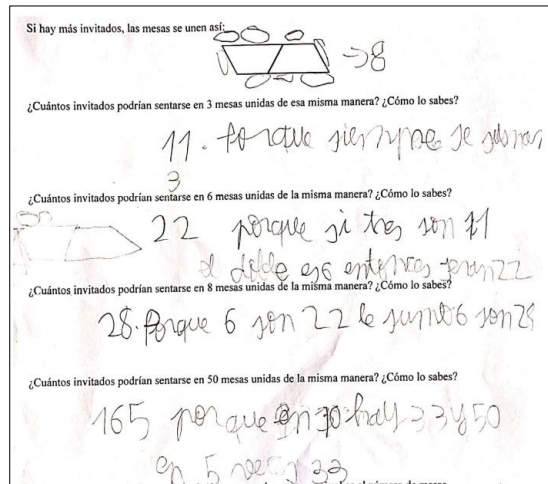 Si hay más invitados, las mesas se unen así:
→8
¿Cuántos invitados podrían sentarse en 3 mesas unidas de esa misma manera? ¿Cómo lo sabes?
11. Porque siempre se suman
3
¿Cuántos invitados podrían sentarse en 6 mesas unidas de la misma manera? ¿Cómo lo sabes?
22 porque si tres son 11
el doble es 6 entonces seran 22
¿Cuántos invitados podrían sentarse en 8 mesas unidas de la misma manera? ¿Cómo lo sabes?
28. Porque 6 son 22 le sumo 6 son 28
¿Cuántos invitados podrían sentarse en 50 mesas unidas de la misma manera? ¿Cómo lo sabes?
165 porque en 10 hay 33 y 50
en 5 veces 33